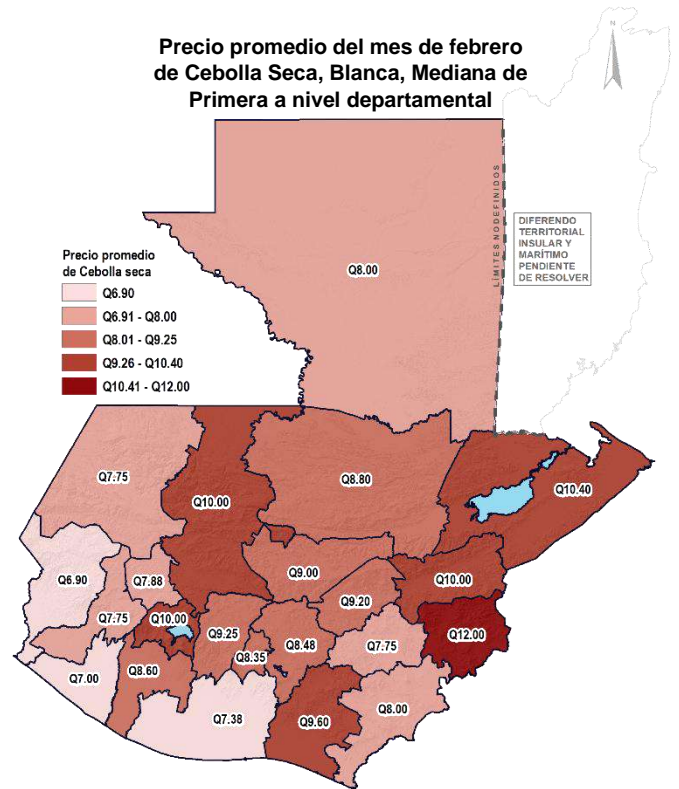 Precio promedio del mes de febrero
de Cebolla Seca, Blanca, Mediana de
Primera a nivel departamental
N
LÍMITES NO DEFINIDOS
DIFERENDO
TERRITORIAL
INSULAR Y
MARÍTIMO
PENDIENTE
DE RESOLVER
Precio promedio
de Cebolla seca
Q6.90
Q6.91 - Q8.00
Q8.01 - Q9.25
Q9.26 - Q10.40
Q10.41 - Q12.00
Q8.00
Q7.75
Q10.00
Q8.80
Q10.40
Q6.90
Q7.88
Q9.00
Q10.00
Q7.75
Q10.00
Q9.25
Q9.20
Q12.00
Q8.35
Q8.48
Q7.75
Q7.00
Q8.60
Q7.38
Q9.60
Q8.00